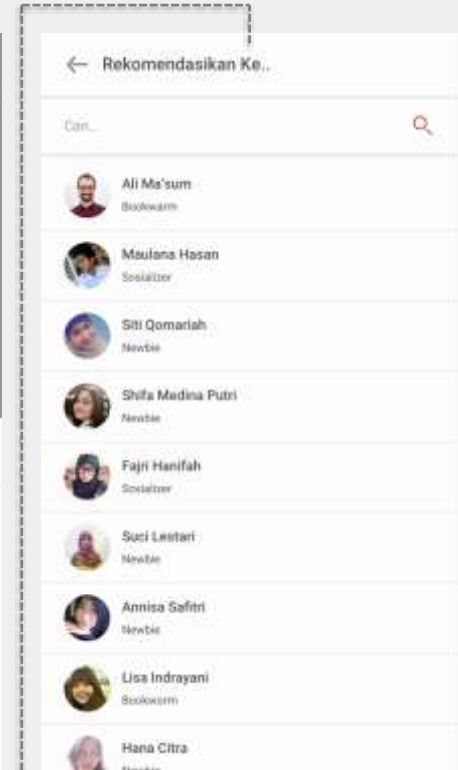 Rekomendasikan Ke..
Cari...
Ali Ma'sum
Bookworm
Maulana Hasan
Sosializer
Siti Qomariah
Newbie
Shifa Medina Putri
Newbie
Fajri Hanifah
Sosializer
Suci Lestari
Newbie
Annisa Safitri
Newbie
Lisa Indrayani
Bookworm
Hana Citra
Newbie